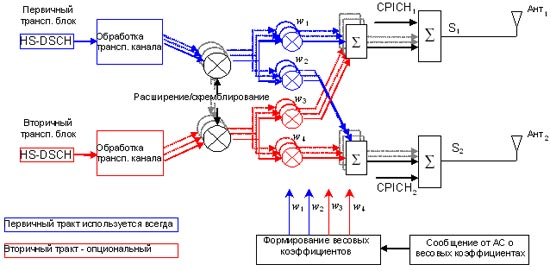 Первичный
трансп. блок
HS-DSCH
Обработка
трансп. канала
w₁
w₂
CPICH₁
Σ
Σ
S₁
Ант₁
Расширение/скремблирование
Вторичный
трансп. блок
HS-DSCH
Обработка
трансп. канала
w₃
w₄
Σ
CPICH₂
Σ
S₂
Ант₂
w₁ w₂ w₃ w₄
Первичный тракт используется всегда
Вторичный тракт - опциональный
Формирование весовых
коэффициентов
Сообщение от АС о
весовых коэффициентах